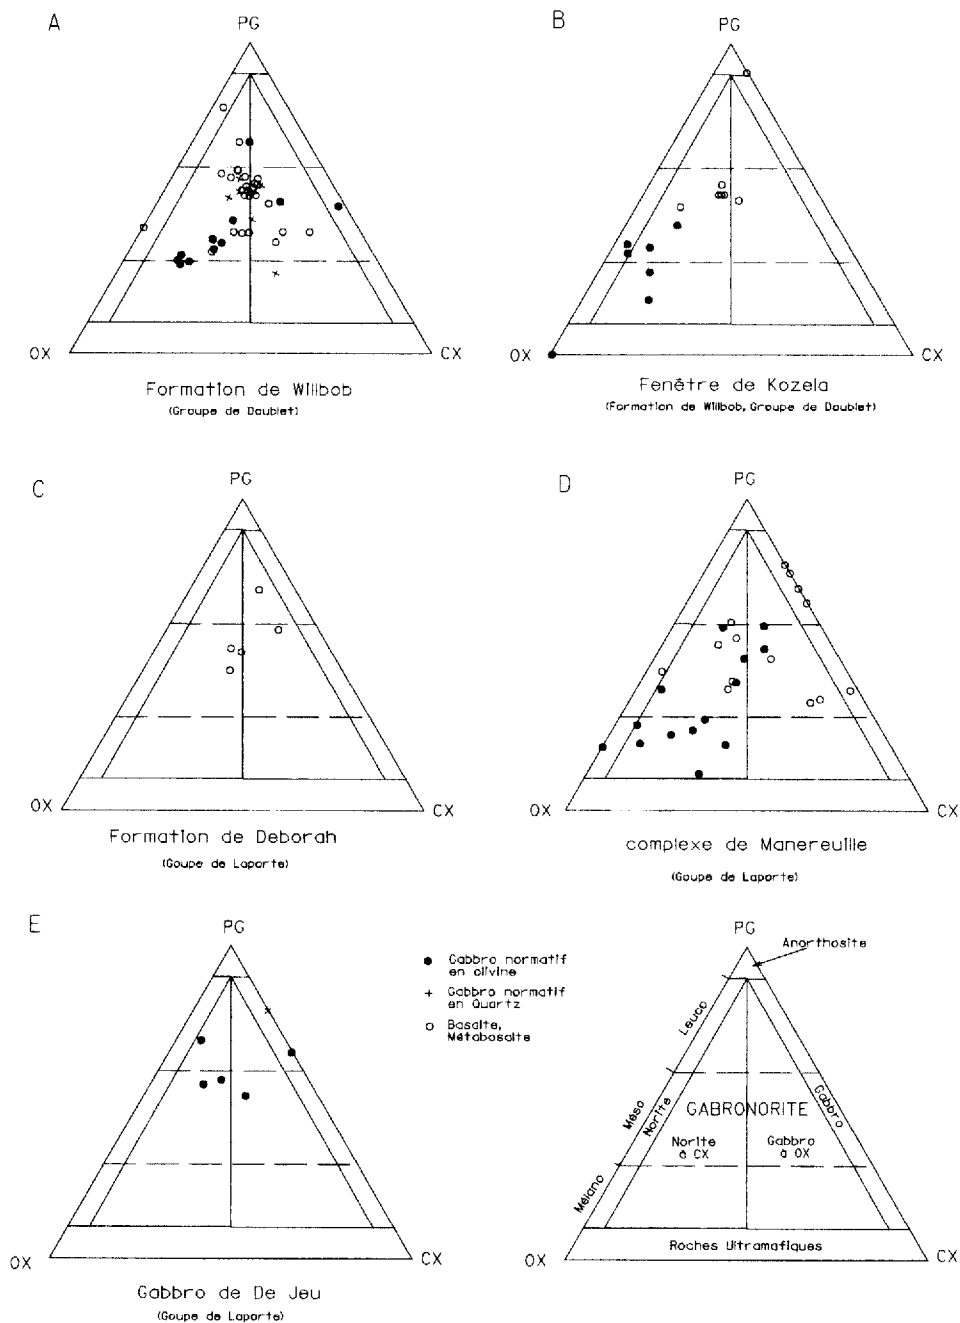 A
PG
OX
CX
Formation de Willbob
(Groupe de Doublet)
B
PG
OX
CX
Fenêtre de Kozela
(Formation de Willbob, Groupe de Doublet)
C
PG
OX
CX
Formation de Deborah
(Goupe de Laporte)
D
PG
OX
CX
complexe de Manereuille
(Goupe de Laporte)
E
PG
OX
CX
Gabbro de De Jeu
(Goupe de Laporte)
Gabbro normatif
en olivine
Gabbro normatif
en Quartz
Basalte,
Métabasalte
PG
Anorthosite
Leuco
Méso
Norite
GABRONORITE
Gabbro
Norite
à CX
Gabbro
à OX
Mélano
Roches Ultramafiques
OX
CX